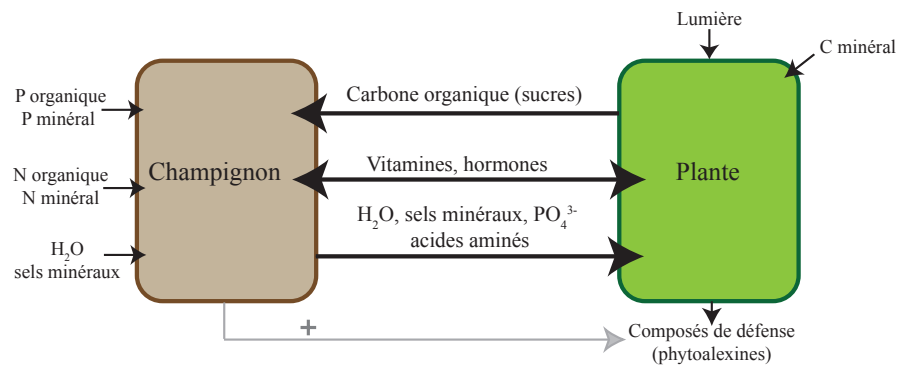 Lumière
C minéral
P organique
P minéral
Carbone organique (sucres)
N organique
N minéral
Champignon
Vitamines, hormones
Plante
H₂O, sels minéraux, PO₄³⁻
acides aminés
H₂O
sels minéraux
+
Composés de défense
(phytoalexines)